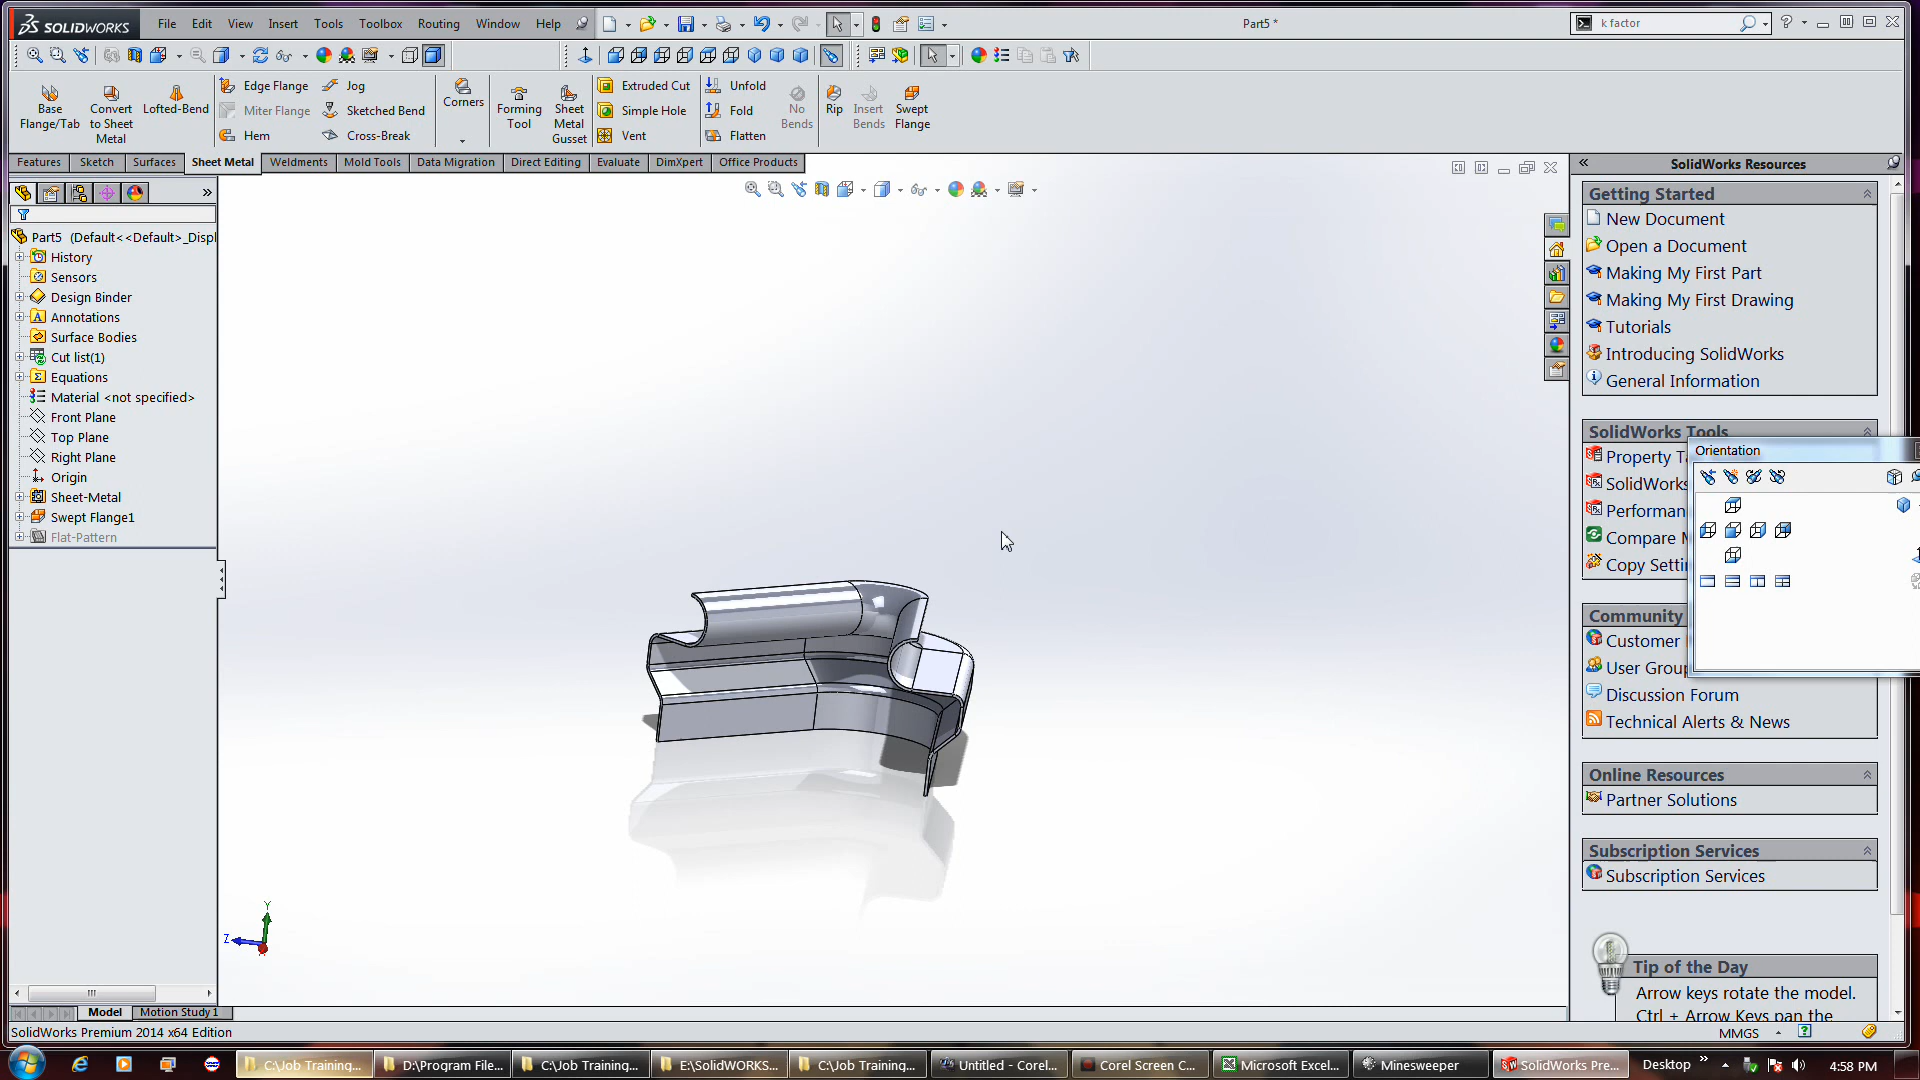 SOLIDWORKS File Edit View Insert Tools Toolbox Routing Window Help Part5 * k factor
Base Flange/Tab
Convert to Sheet Metal
Lofted-Bend
Edge Flange
Miter Flange
Hem
Jog
Sketched Bend
Cross-Break
Corners
Forming Tool
Sheet Metal Gusset
Extruded Cut
Simple Hole
Vent
Unfold
Fold
Flatten
No Bends
Rip
Insert Bends
Swept Flange
Features Sketch Surfaces Sheet Metal Weldments Mold Tools Data Migration Direct Editing Evaluate DimXpert Office Products
Part5 (Default<<Default>_Displ
History
Sensors
Design Binder
Annotations
Surface Bodies
Cut list(1)
Equations
Material <not specified>
Front Plane
Top Plane
Right Plane
Origin
Sheet-Metal
Swept Flange1
Flat-Pattern
Y
Z
SolidWorks Resources
Getting Started
New Document
Open a Document
Making My First Part
Making My First Drawing
Tutorials
Introducing SolidWorks
General Information
SolidWorks Tools
Property T
SolidWorks
Performan
Compare
Copy Setti
Orientation
Community
Customer
User Group
Discussion Forum
Technical Alerts & News
Online Resources
Partner Solutions
Subscription Services
Subscription Services
Tip of the Day
Arrow keys rotate the model.
Ctrl + Arrow Keys pan the
Model Motion Study 1
SolidWorks Premium 2014 x64 Edition MMGS
C:\Job Training... D:\Program File... C:\Job Training... E:\SolidWORKS... C:\Job Training... Untitled - Corel... Corel Screen C... Microsoft Excel... Minesweeper SolidWorks Pre... Desktop 4:58 PM